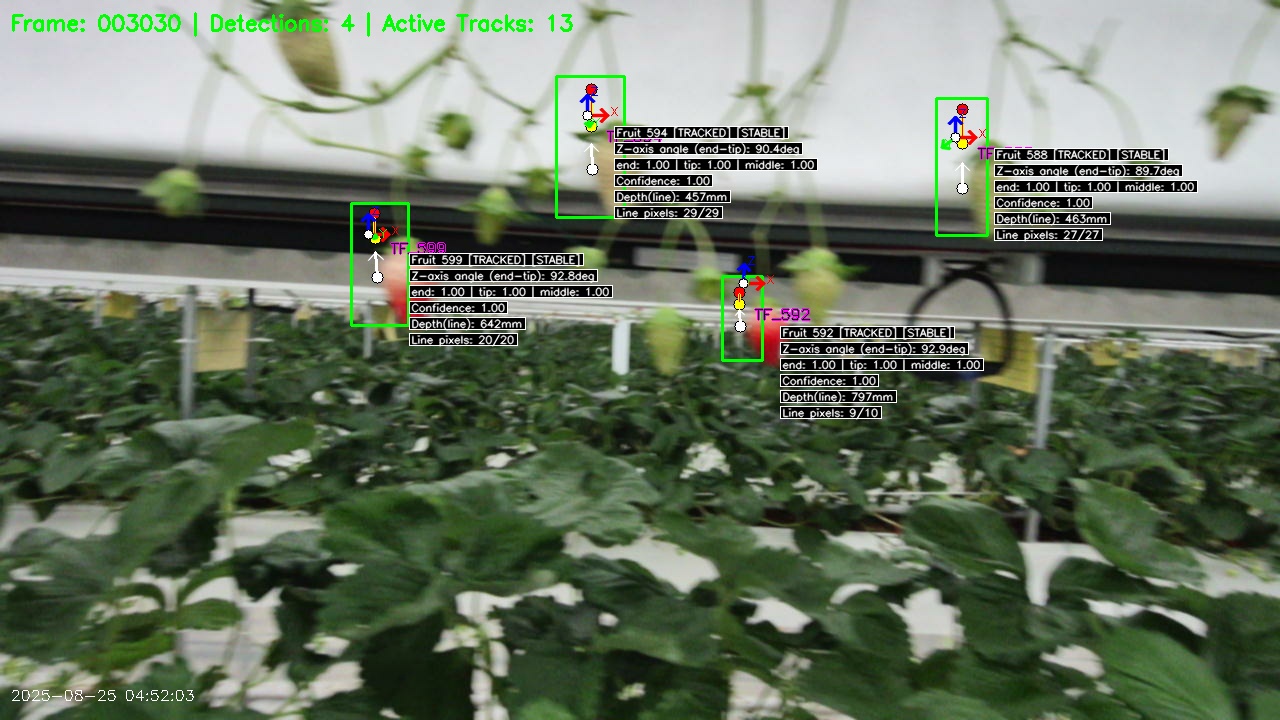 Frame: 003030 | Detections: 4 | Active Tracks: 13
X
Fruit 594 [TRACKED] [STABLE]
Z-axis angle (end-tip): 90.4deg
end: 1.00 | tip: 1.00 | middle: 1.00
Confidence: 1.00
Depth(line): 457mm
Line pixels: 29/29
X
TF
Fruit 588 [TRACKED] [STABLE]
Z-axis angle (end-tip): 89.7deg
end: 1.00 | tip: 1.00 | middle: 1.00
Confidence: 1.00
Depth(line): 463mm
Line pixels: 27/27
X
TF_599
Fruit 599 [TRACKED] [STABLE]
Z-axis angle (end-tip): 92.8deg
end: 1.00 | tip: 1.00 | middle: 1.00
Confidence: 1.00
Depth(line): 642mm
Line pixels: 20/20
Z
X
TF_592
Fruit 592 [TRACKED] [STABLE]
Z-axis angle (end-tip): 92.9deg
end: 1.00 | tip: 1.00 | middle: 1.00
Confidence: 1.00
Depth(line): 797mm
Line pixels: 9/10
2025-08-25 04:52:03